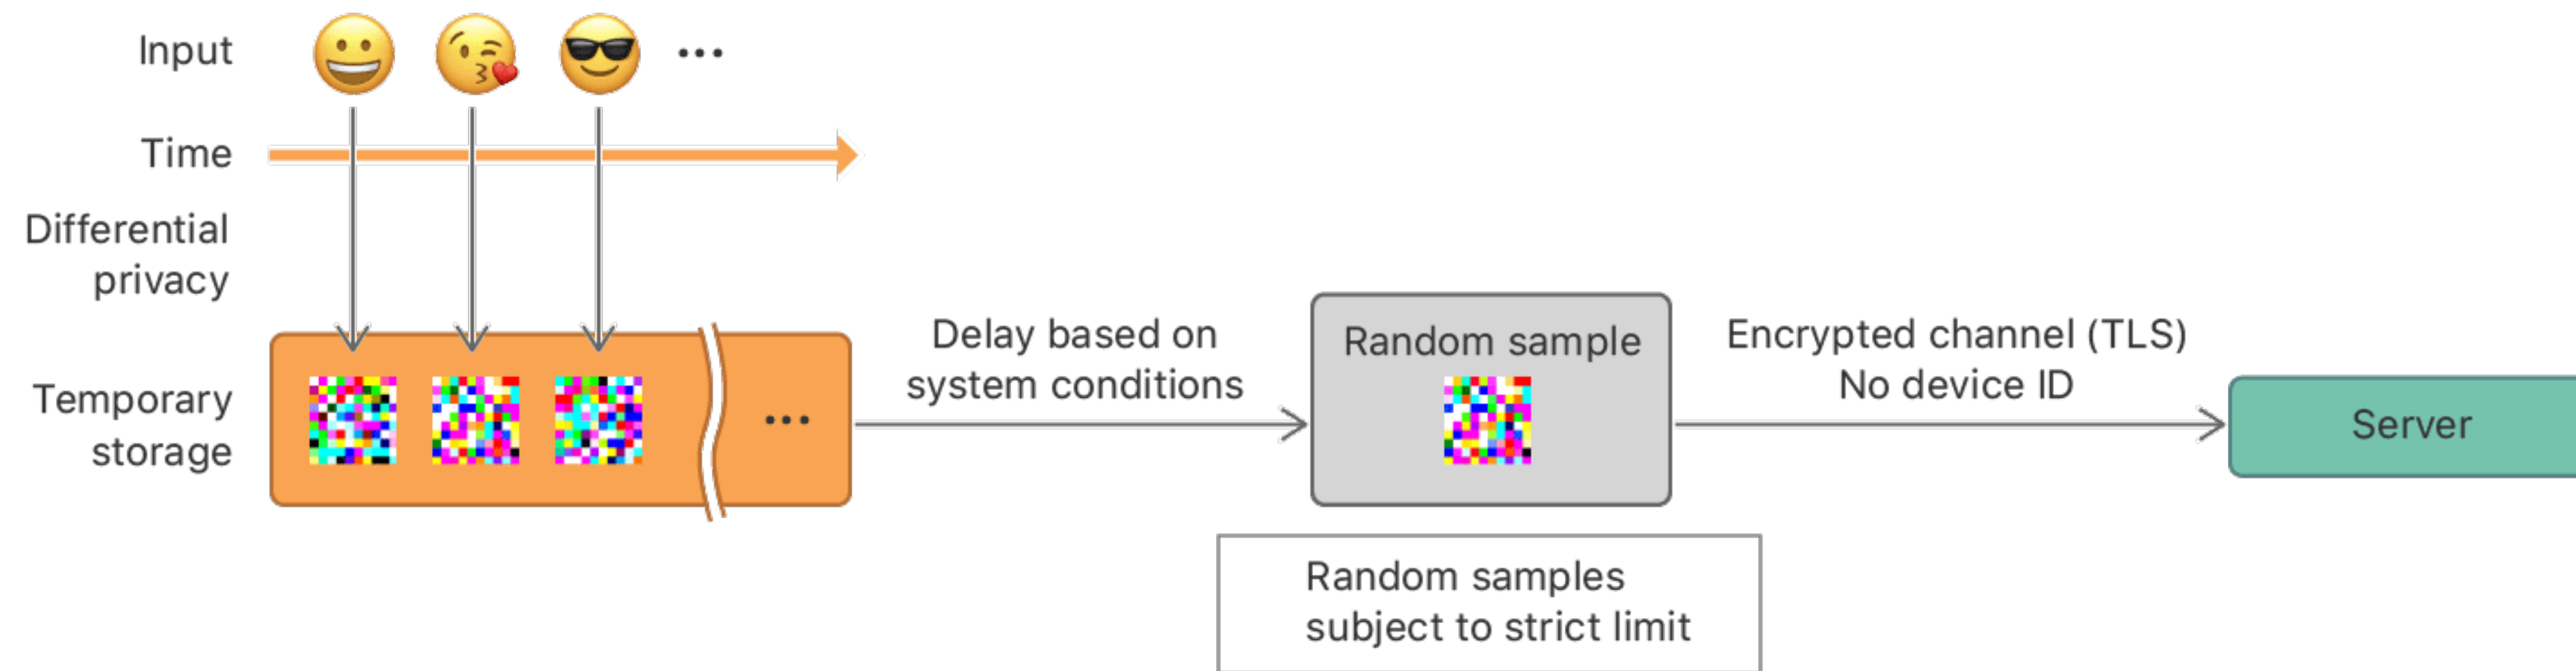 Input
...
Time
Differential
privacy
Temporary
storage
...
Delay based on
system conditions
Random sample
Encrypted channel (TLS)
No device ID
Server
Random samples
subject to strict limit